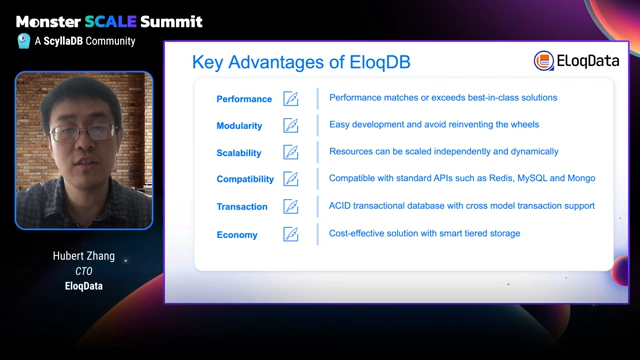 Monster SCALE Summit
A ScyllaDB Community
Key Advantages of EloqDB
ELOQDATA
Performance
Performance matches or exceeds best-in-class solutions
Modularity
Easy development and avoid reinventing the wheels
Scalability
Resources can be scaled independently and dynamically
Compatibility
Compatible with standard APIs such as Redis, MySQL and Mongo
Transaction
ACID transactional database with cross model transaction support
Economy
Cost-effective solution with smart tiered storage
Hubert Zhang
CTO
EloqData